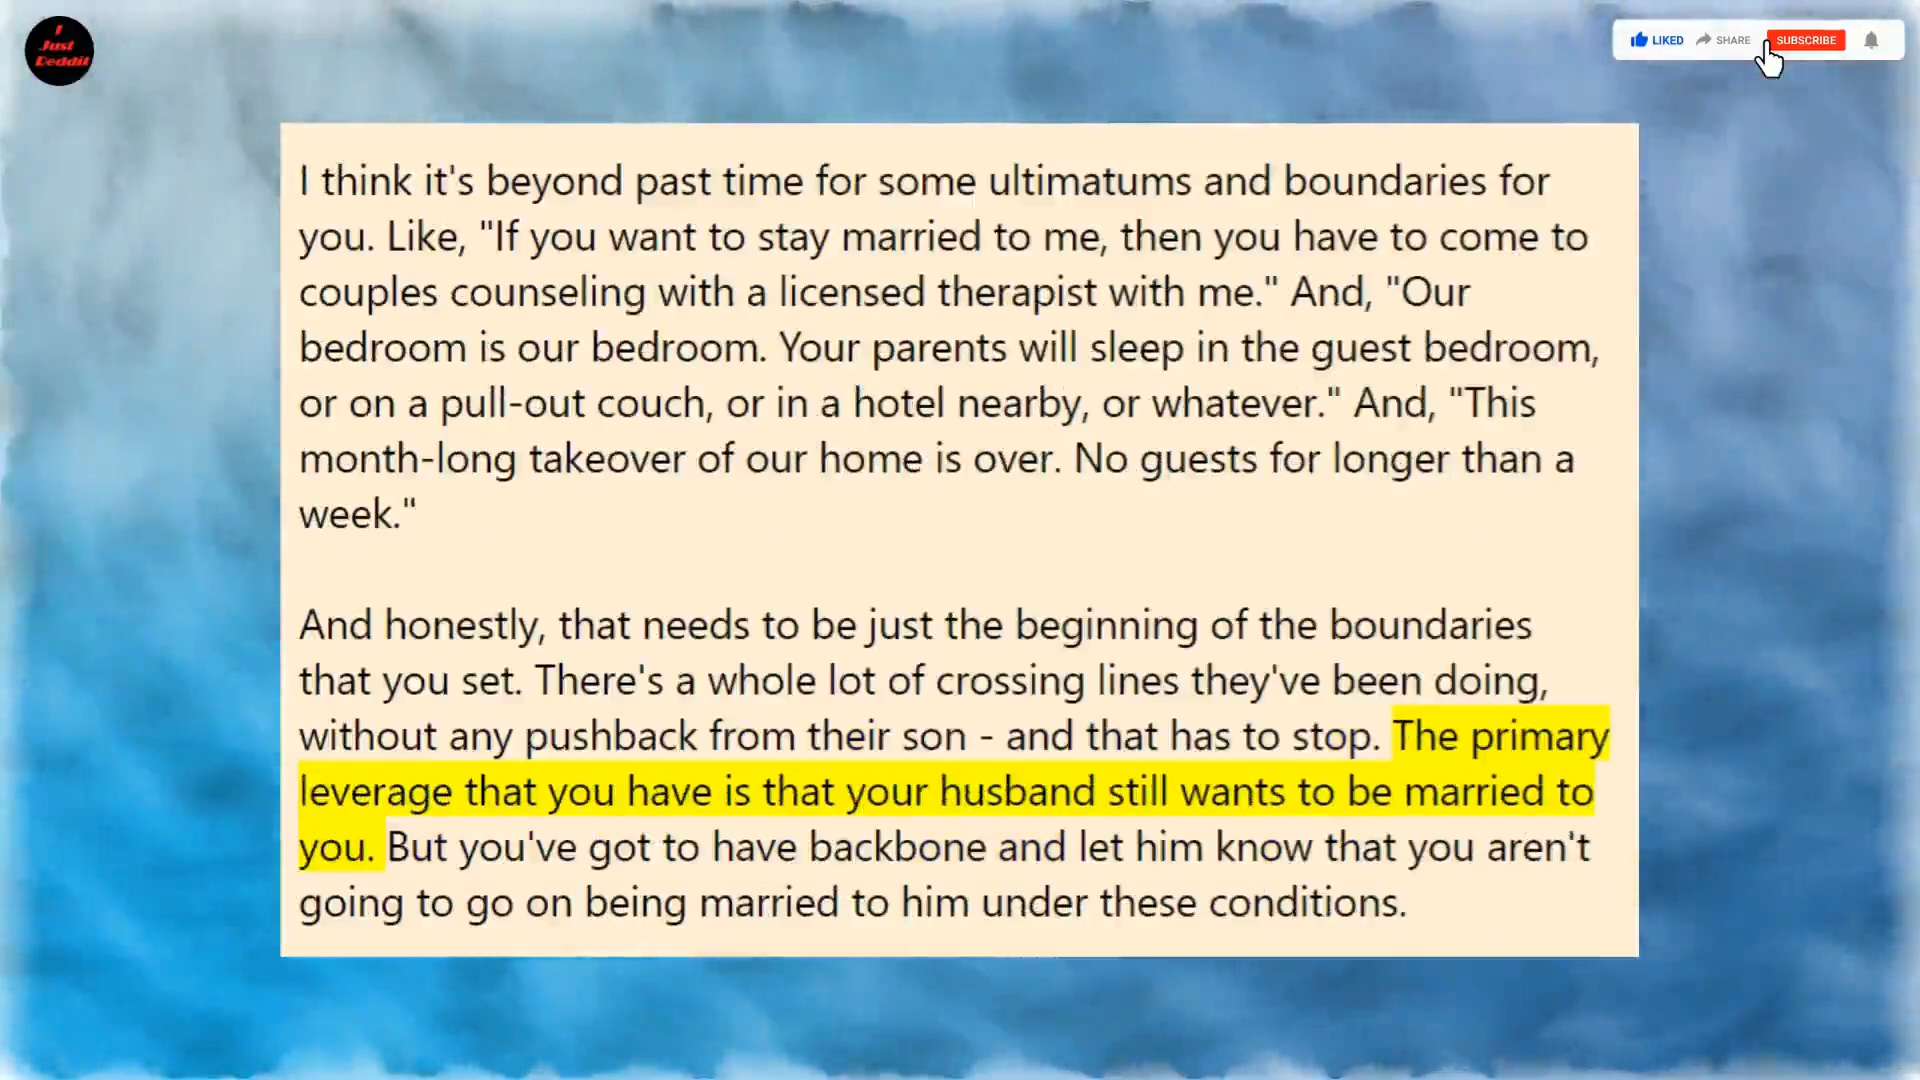 I
Just
Reddit
LIKED
SHARE
SUBSCRIBE
I think it's beyond past time for some ultimatums and boundaries for
you. Like, "If you want to stay married to me, then you have to come to
couples counseling with a licensed therapist with me." And, "Our
bedroom is our bedroom. Your parents will sleep in the guest bedroom,
or on a pull-out couch, or in a hotel nearby, or whatever." And, "This
month-long takeover of our home is over. No guests for longer than a
week."
And honestly, that needs to be just the beginning of the boundaries
that you set. There's a whole lot of crossing lines they've been doing,
without any pushback from their son - and that has to stop. The primary
leverage that you have is that your husband still wants to be married to
you. But you've got to have backbone and let him know that you aren't
going to go on being married to him under these conditions.